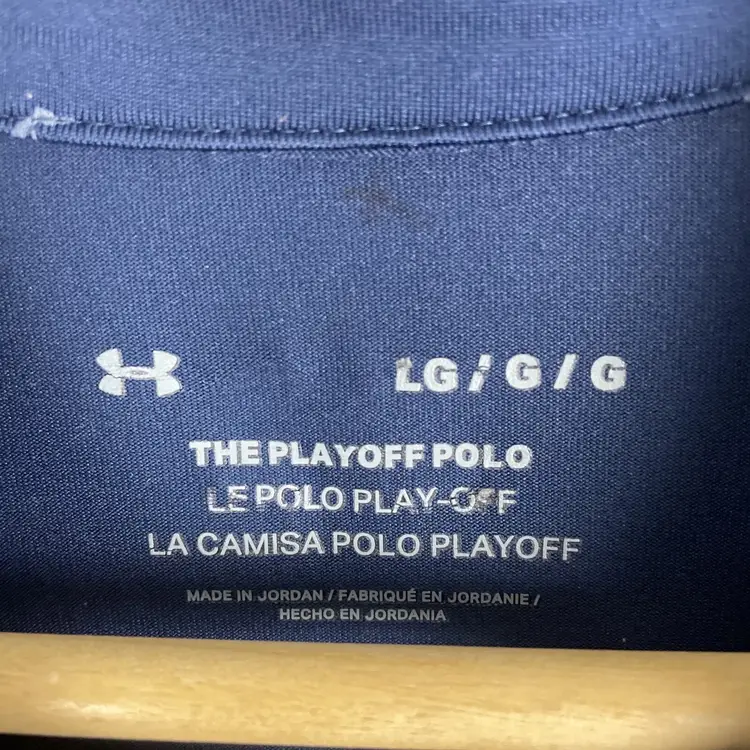 LG / G / G
THE PLAYOFF POLO
LE POLO PLAY-OFF
LA CAMISA POLO PLAYOFF
MADE IN JORDAN / FABRIQUÉ EN JORDANIE /
HECHO EN JORDANIA